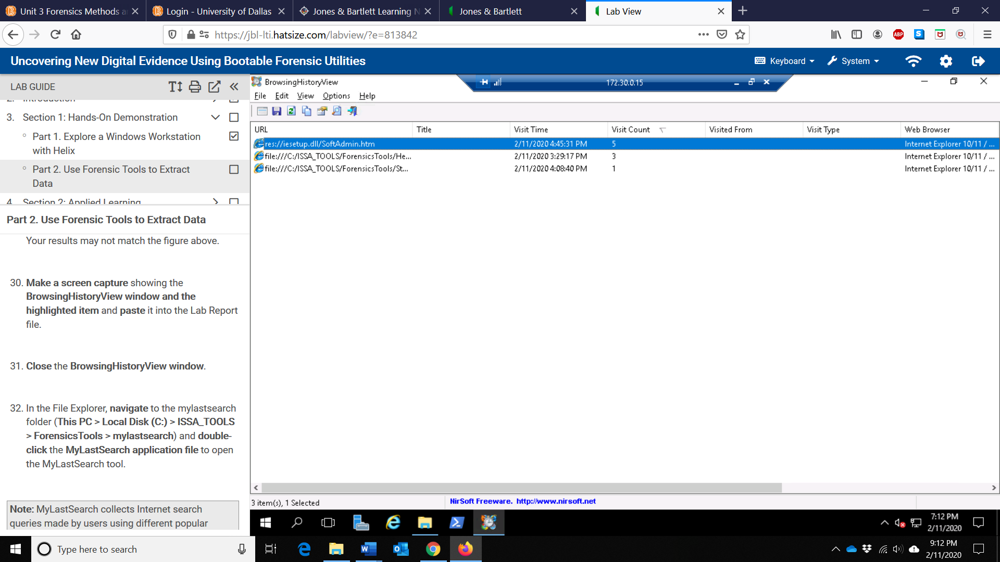 Unit 3 Forensics Methods a
Login - University of Dallas
Jones & Bartlett Learning N
Jones & Bartlett
Lab View
https://jbl-lti.hatsize.com/labview/?e=813842
ABP
S
Uncovering New Digital Evidence Using Bootable Forensic Utilities
Keyboard
System
LAB GUIDE
2. Introduction
3. Section 1: Hands-On Demonstration
Part 1. Explore a Windows Workstation
with Helix
Part 2. Use Forensic Tools to Extract
Data
4. Section 2: Applied Learning
Part 2. Use Forensic Tools to Extract Data
Your results may not match the figure above.
30. Make a screen capture showing the
BrowsingHistoryView window and the
highlighted item and paste it into the Lab Report
file.
31. Close the BrowsingHistoryView window.
32. In the File Explorer, navigate to the mylastsearch
folder (This PC > Local Disk (C:) > ISSA_TOOLS
> ForensicsTools > mylastsearch) and double-
click the MyLastSearch application file to open
the MyLastSearch tool.
Note: MyLastSearch collects Internet search
queries made by users using different popular
BrowsingHistoryView
172.30.0.15
File Edit View Options Help
URL Title Visit Time Visit Count Visited From Visit Type Web Browser
res://iesetup.dll/SoftAdmin.htm 2/11/2020 4:45:31 PM 5 Internet Explorer 10/11 / ...
file:///C:/ISSA_TOOLS/ForensicsTools/He... 2/11/2020 3:29:17 PM 3 Internet Explorer 10/11 / ...
file:///C:/ISSA_TOOLS/ForensicsTools/St... 2/11/2020 4:08:40 PM 1 Internet Explorer 10/11 / ...
3 item(s), 1 Selected
NirSoft Freeware. http://www.nirsoft.net
7:12 PM
2/11/2020
Type here to search
9:12 PM
2/11/2020